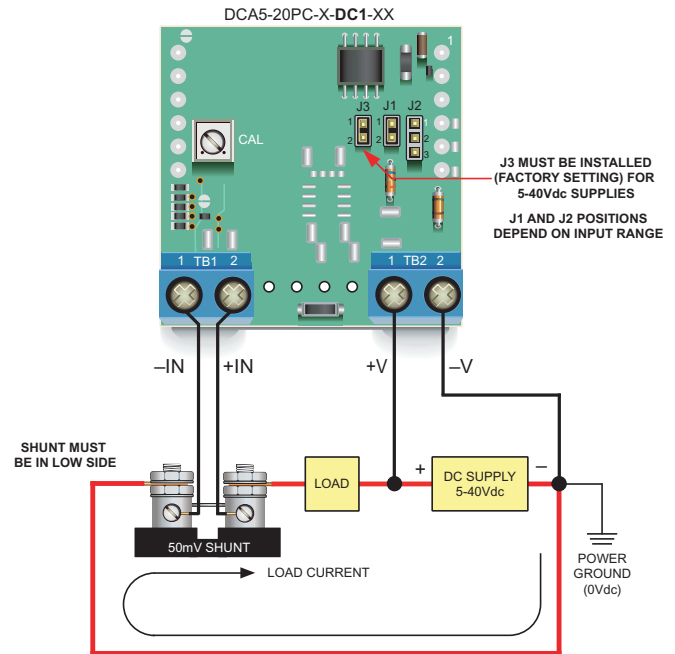 DCA5-20PC-X-DC1-XX
1
J3 J1 J2
1 1 1
2 2 2
3
CAL
J3 MUST BE INSTALLED
(FACTORY SETTING) FOR
5-40Vdc SUPPLIES
J1 AND J2 POSITIONS
DEPEND ON INPUT RANGE
1 TB1 2
1 TB2 2
–IN +IN +V –V
SHUNT MUST
BE IN LOW SIDE
LOAD
+ DC SUPPLY –
5-40Vdc
50mV SHUNT
LOAD CURRENT
POWER
GROUND
(0Vdc)